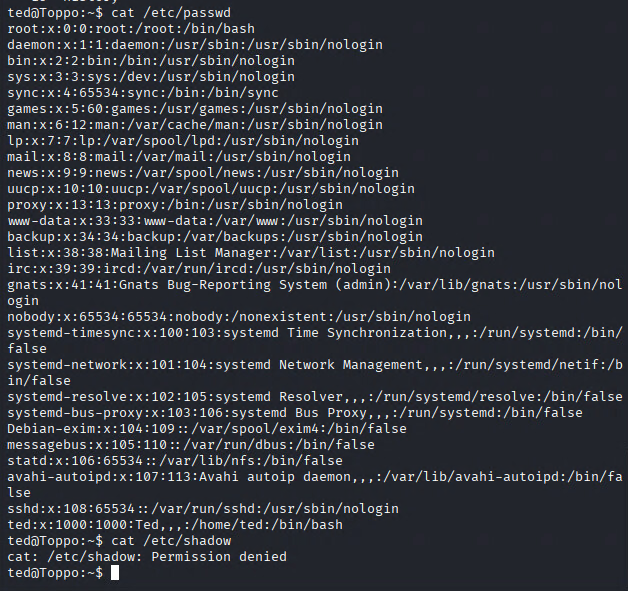 ted@Toppo:~$ cat /etc/passwd
root:x:0:0:root:/root:/bin/bash
daemon:x:1:1:daemon:/usr/sbin:/usr/sbin/nologin
bin:x:2:2:bin:/bin:/usr/sbin/nologin
sys:x:3:3:sys:/dev:/usr/sbin/nologin
sync:x:4:65534:sync:/bin:/bin/sync
games:x:5:60:games:/usr/games:/usr/sbin/nologin
man:x:6:12:man:/var/cache/man:/usr/sbin/nologin
lp:x:7:7:lp:/var/spool/lpd:/usr/sbin/nologin
mail:x:8:8:mail:/var/mail:/usr/sbin/nologin
news:x:9:9:news:/var/spool/news:/usr/sbin/nologin
uucp:x:10:10:uucp:/var/spool/uucp:/usr/sbin/nologin
proxy:x:13:13:proxy:/bin:/usr/sbin/nologin
www-data:x:33:33:www-data:/var/www:/usr/sbin/nologin
backup:x:34:34:backup:/var/backups:/usr/sbin/nologin
list:x:38:38:Mailing List Manager:/var/list:/usr/sbin/nologin
irc:x:39:39:ircd:/var/run/ircd:/usr/sbin/nologin
gnats:x:41:41:Gnats Bug-Reporting System (admin):/var/lib/gnats:/usr/sbin/nol
ogin
nobody:x:65534:65534:nobody:/nonexistent:/usr/sbin/nologin
systemd-timesync:x:100:103:systemd Time Synchronization,,,:/run/systemd:/bin/
false
systemd-network:x:101:104:systemd Network Management,,,:/run/systemd/netif:/b
in/false
systemd-resolve:x:102:105:systemd Resolver,,,:/run/systemd/resolve:/bin/false
systemd-bus-proxy:x:103:106:systemd Bus Proxy,,,:/run/systemd:/bin/false
Debian-exim:x:104:109::/var/spool/exim4:/bin/false
messagebus:x:105:110::/var/run/dbus:/bin/false
statd:x:106:65534::/var/lib/nfs:/bin/false
avahi-autoipd:x:107:113:Avahi autoip daemon,,,:/var/lib/avahi-autoipd:/bin/fa
lse
sshd:x:108:65534::/var/run/sshd:/usr/sbin/nologin
ted:x:1000:1000:Ted,,,:/home/ted:/bin/bash
ted@Toppo:~$ cat /etc/shadow
cat: /etc/shadow: Permission denied
ted@Toppo:~$